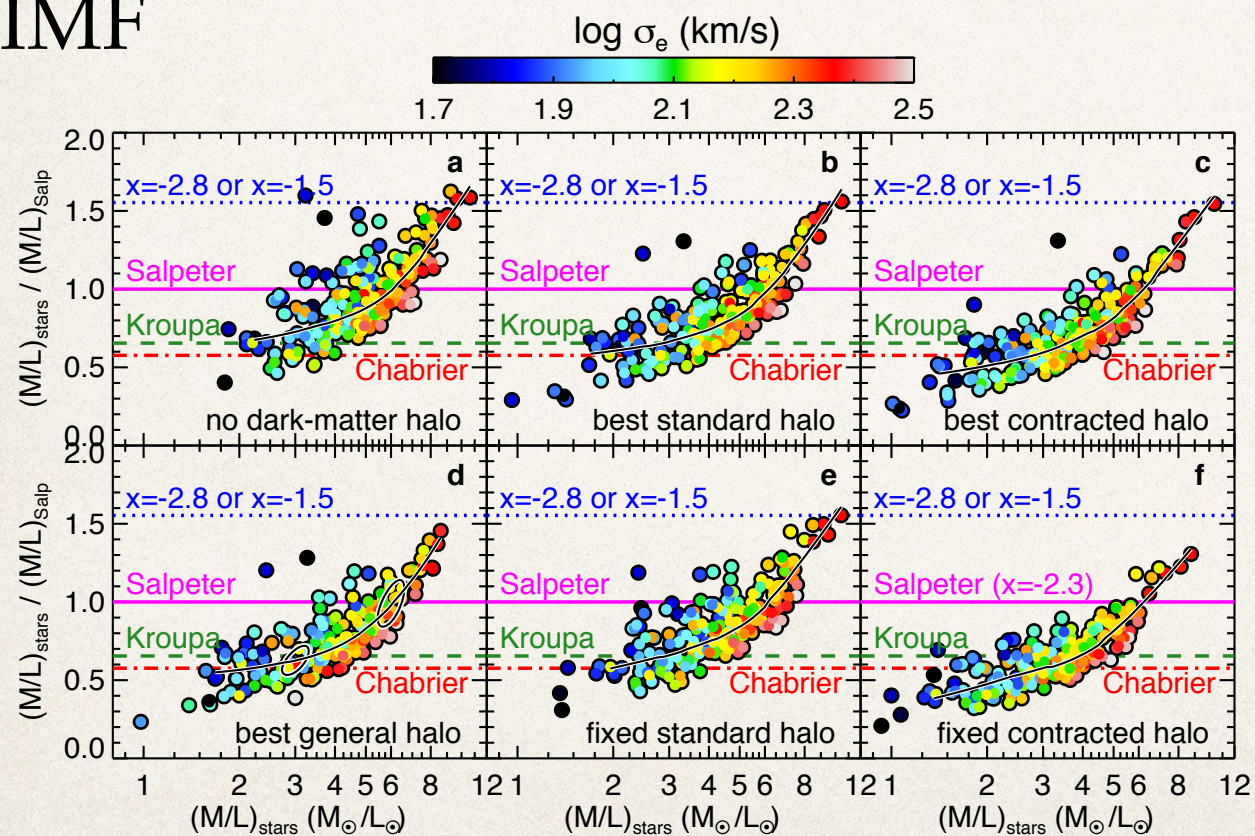 IMF
log σe (km/s)
1.7 1.9 2.1 2.3 2.5
(M/L)stars / (M/L)Salp
2.0
1.5
1.0
0.5
0.0
a
x=-2.8 or x=-1.5
Salpeter
Kroupa
Chabrier
no dark-matter halo
b
x=-2.8 or x=-1.5
Salpeter
Kroupa
Chabrier
best standard halo
c
x=-2.8 or x=-1.5
Salpeter
Kroupa
Chabrier
best contracted halo
(M/L)stars / (M/L)Salp
2.0
1.5
1.0
0.5
0.0
d
x=-2.8 or x=-1.5
Salpeter
Kroupa
Chabrier
best general halo
e
x=-2.8 or x=-1.5
Salpeter
Kroupa
Chabrier
fixed standard halo
f
x=-2.8 or x=-1.5
Salpeter (x=-2.3)
Kroupa
Chabrier
fixed contracted halo
1 2 3 4 5 6 8 12 1 2 3 4 5 6 8 12 1 2 3 4 5 6 8 12
(M/L)stars (M⊙/L⊙) (M/L)stars (M⊙/L⊙) (M/L)stars (M⊙/L⊙)